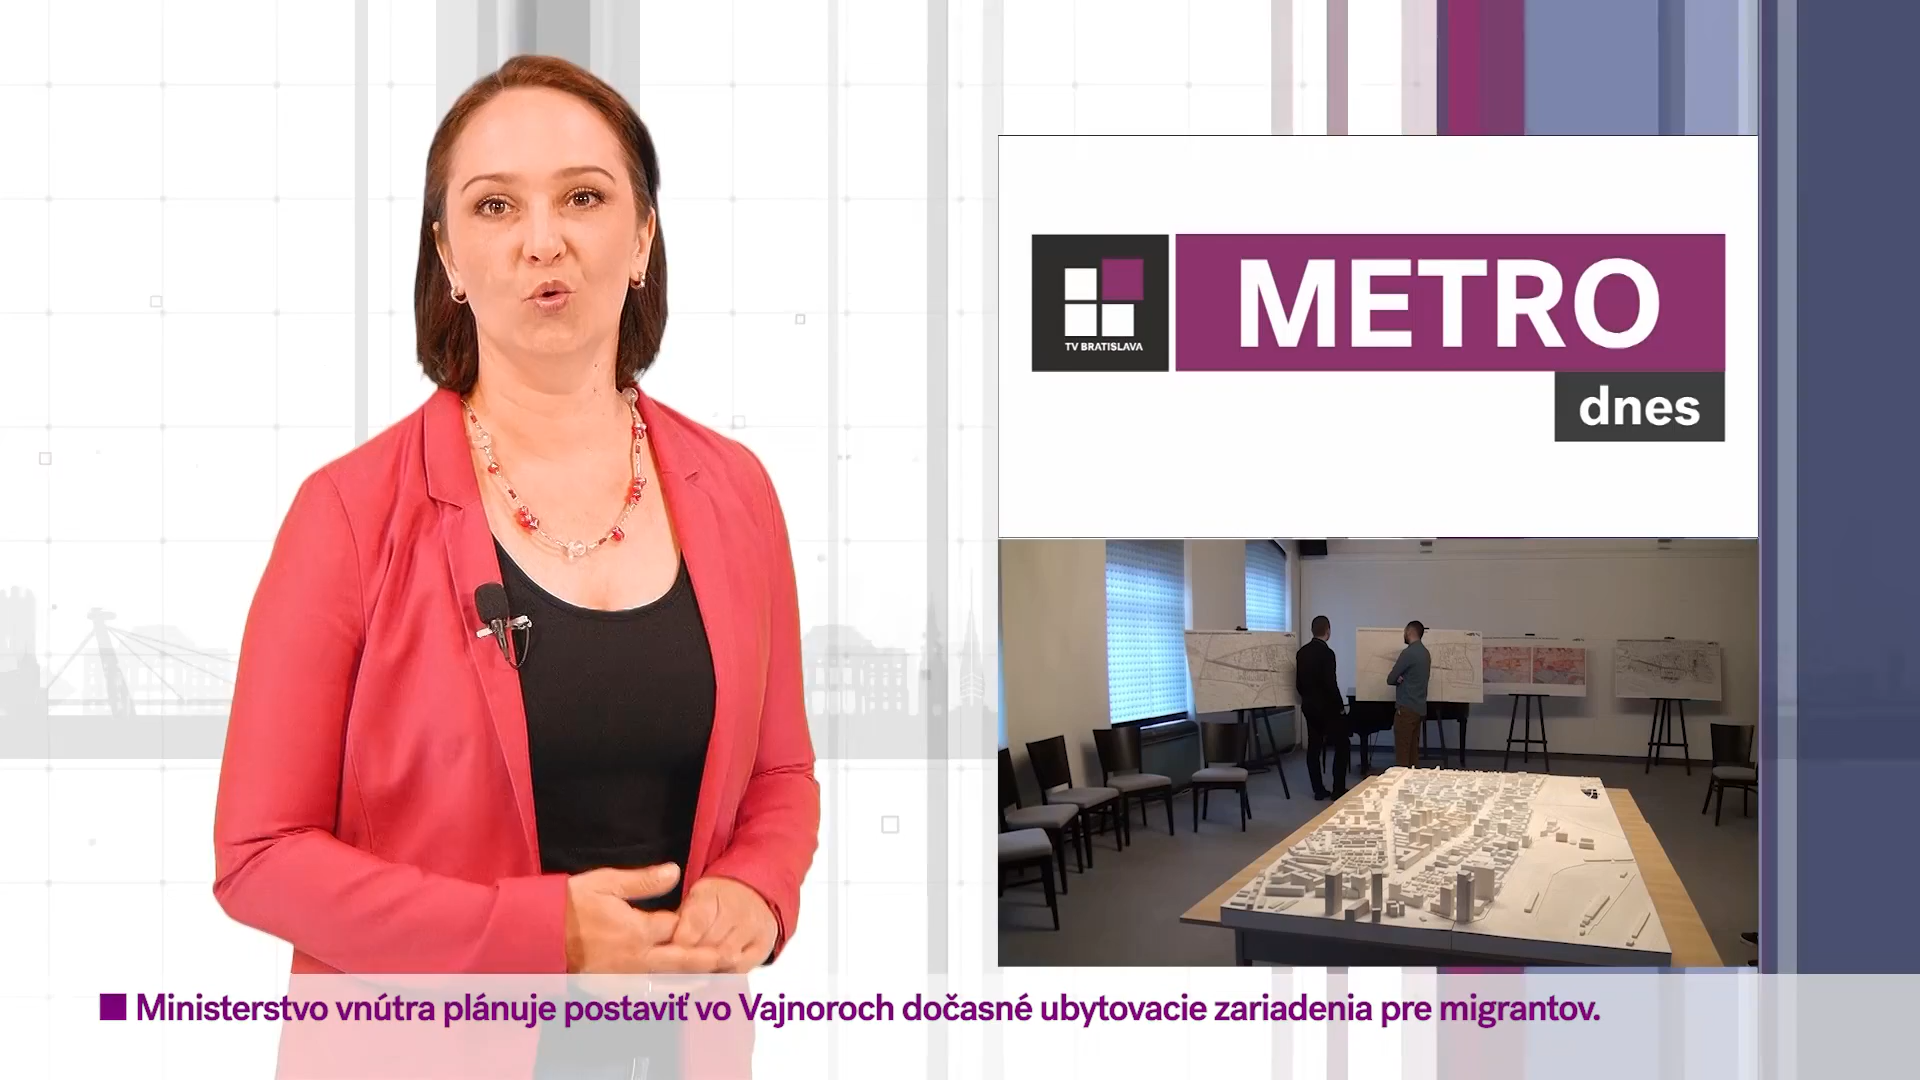 METRO
TV BRATISLAVA
dnes
Ministerstvo vnútra plánuje postaviť vo Vajnoroch dočasné ubytovacie zariadenia pre migrantov.